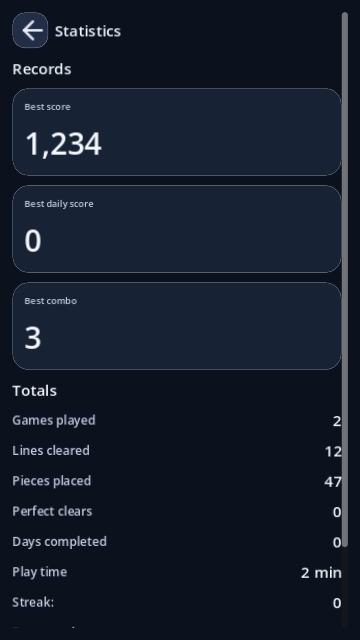 Statistics
Records
Best score
1,234
Best daily score
0
Best combo
3
Totals
Games played 2
Lines cleared 12
Pieces placed 47
Perfect clears 0
Days completed 0
Play time 2 min
Streak: 0